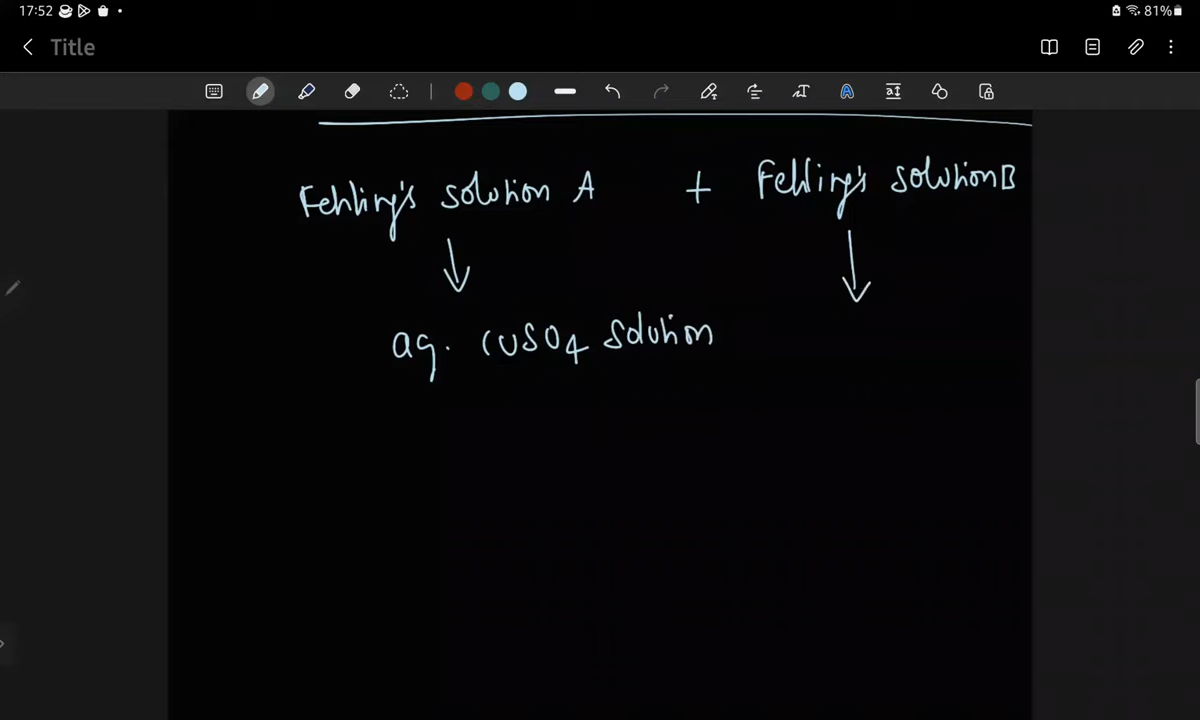 17:52 81%
Title
Fehling's solution A + Fehling's solution B
aq. CuSO4 solution